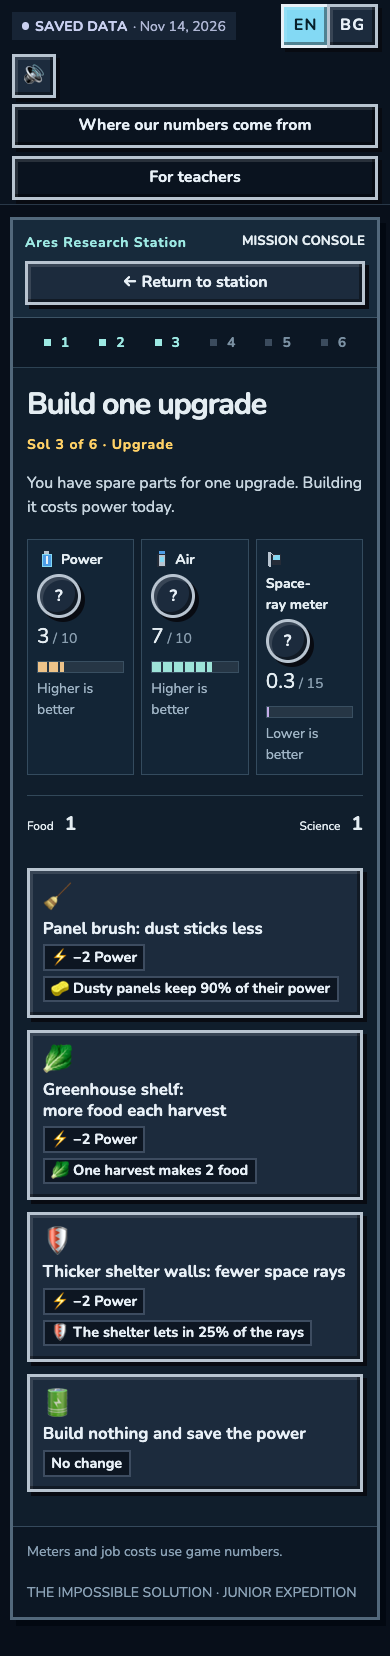 SAVED DATA · Nov 14, 2026
EN
BG
Where our numbers come from
For teachers
Ares Research Station
MISSION CONSOLE
← Return to station
1 2 3 4 5 6
Build one upgrade
Sol 3 of 6 · Upgrade
You have spare parts for one upgrade. Building
it costs power today.
Power
?
3 / 10
Higher is
better
Air
?
7 / 10
Higher is
better
Space-
ray meter
?
0.3 / 15
Lower is
better
Food 1
Science 1
Panel brush: dust sticks less
⚡ −2 Power
Dusty panels keep 90% of their power
Greenhouse shelf:
more food each harvest
⚡ −2 Power
One harvest makes 2 food
Thicker shelter walls: fewer space rays
⚡ −2 Power
The shelter lets in 25% of the rays
Build nothing and save the power
No change
Meters and job costs use game numbers.
THE IMPOSSIBLE SOLUTION · JUNIOR EXPEDITION